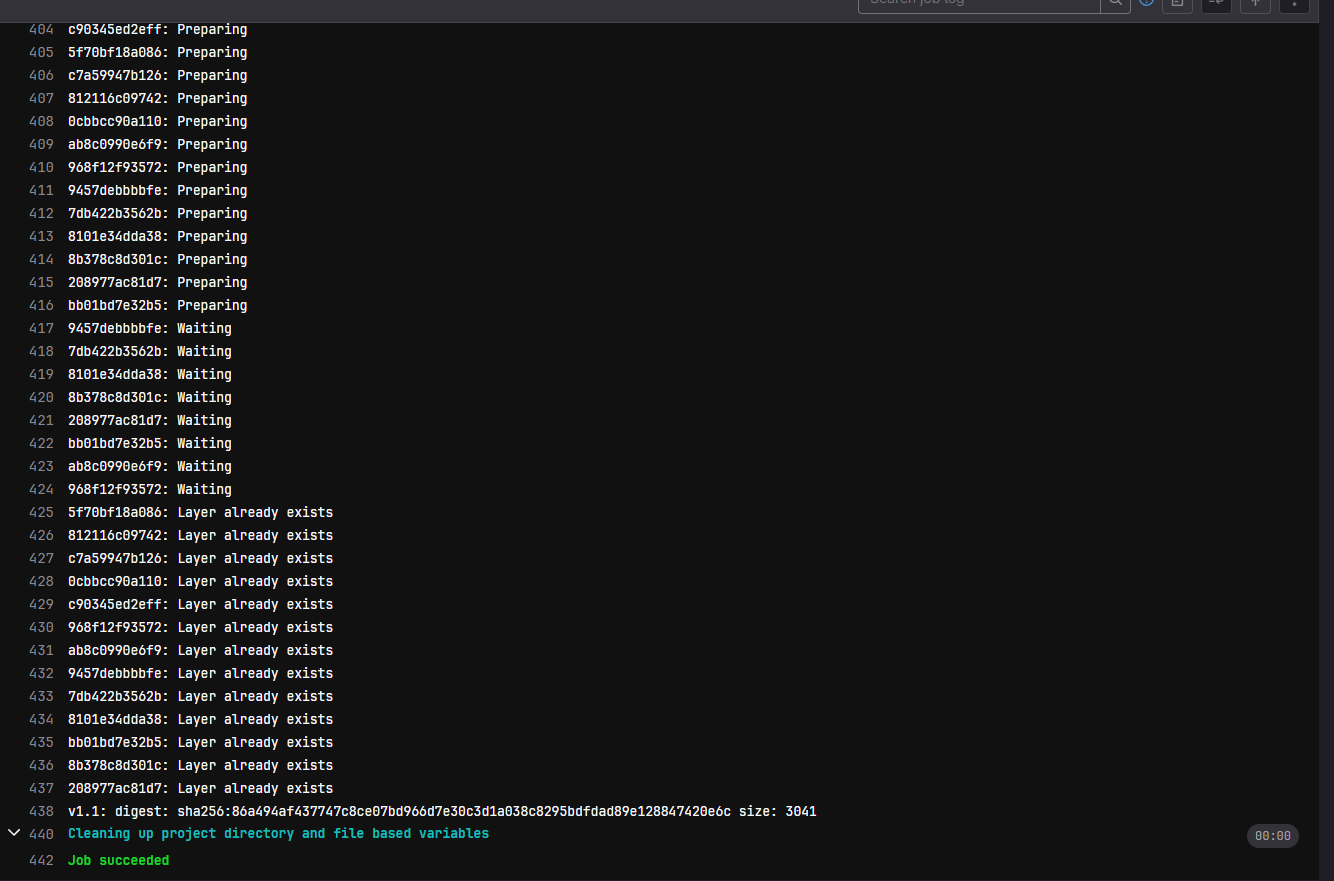 Search job log
404 c90345ed2eff: Preparing
405 5f70bf18a086: Preparing
406 c7a59947b126: Preparing
407 812116c09742: Preparing
408 0cbbcc90a110: Preparing
409 ab8c0990e6f9: Preparing
410 968f12f93572: Preparing
411 9457debbbbfe: Preparing
412 7db422b3562b: Preparing
413 8101e34dda38: Preparing
414 8b378c8d301c: Preparing
415 208977ac81d7: Preparing
416 bb01bd7e32b5: Preparing
417 9457debbbbfe: Waiting
418 7db422b3562b: Waiting
419 8101e34dda38: Waiting
420 8b378c8d301c: Waiting
421 208977ac81d7: Waiting
422 bb01bd7e32b5: Waiting
423 ab8c0990e6f9: Waiting
424 968f12f93572: Waiting
425 5f70bf18a086: Layer already exists
426 812116c09742: Layer already exists
427 c7a59947b126: Layer already exists
428 0cbbcc90a110: Layer already exists
429 c90345ed2eff: Layer already exists
430 968f12f93572: Layer already exists
431 ab8c0990e6f9: Layer already exists
432 9457debbbbfe: Layer already exists
433 7db422b3562b: Layer already exists
434 8101e34dda38: Layer already exists
435 bb01bd7e32b5: Layer already exists
436 8b378c8d301c: Layer already exists
437 208977ac81d7: Layer already exists
438 v1.1: digest: sha256:86a494af437747c8ce07bd966d7e30c3d1a038c8295bdfdad89e128847420e6c size: 3041
440 Cleaning up project directory and file based variables 00:00
442 Job succeeded